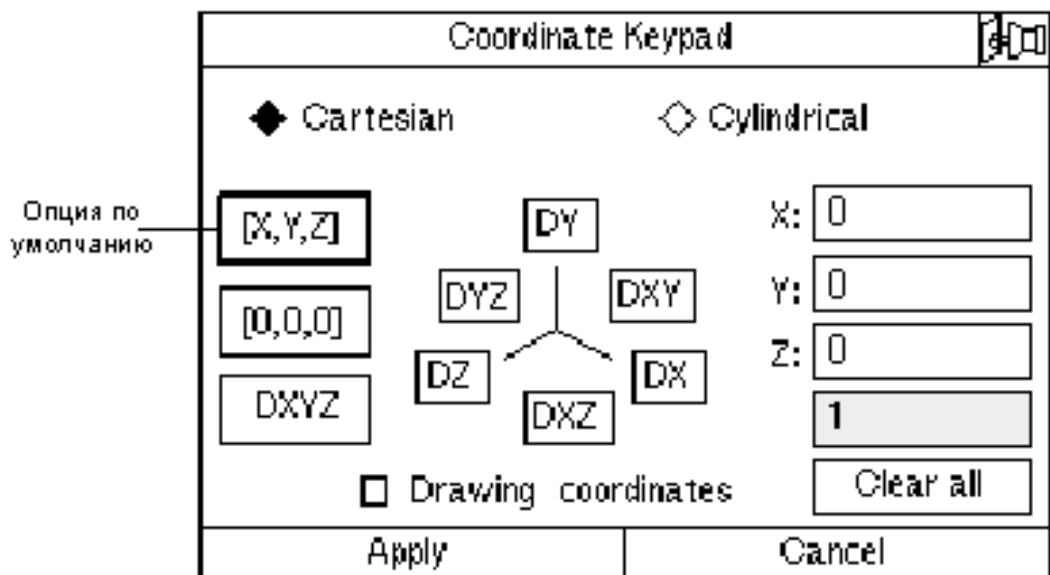 Coordinate Keypad
Cartesian
Cylindrical
Опция по
умолчанию
[X,Y,Z]
DY
X: 0
[0,0,0]
DYZ
DXY
Y: 0
DZ
DX
Z: 0
DXYZ
DXZ
1
Drawing coordinates
Clear all
Apply
Cancel